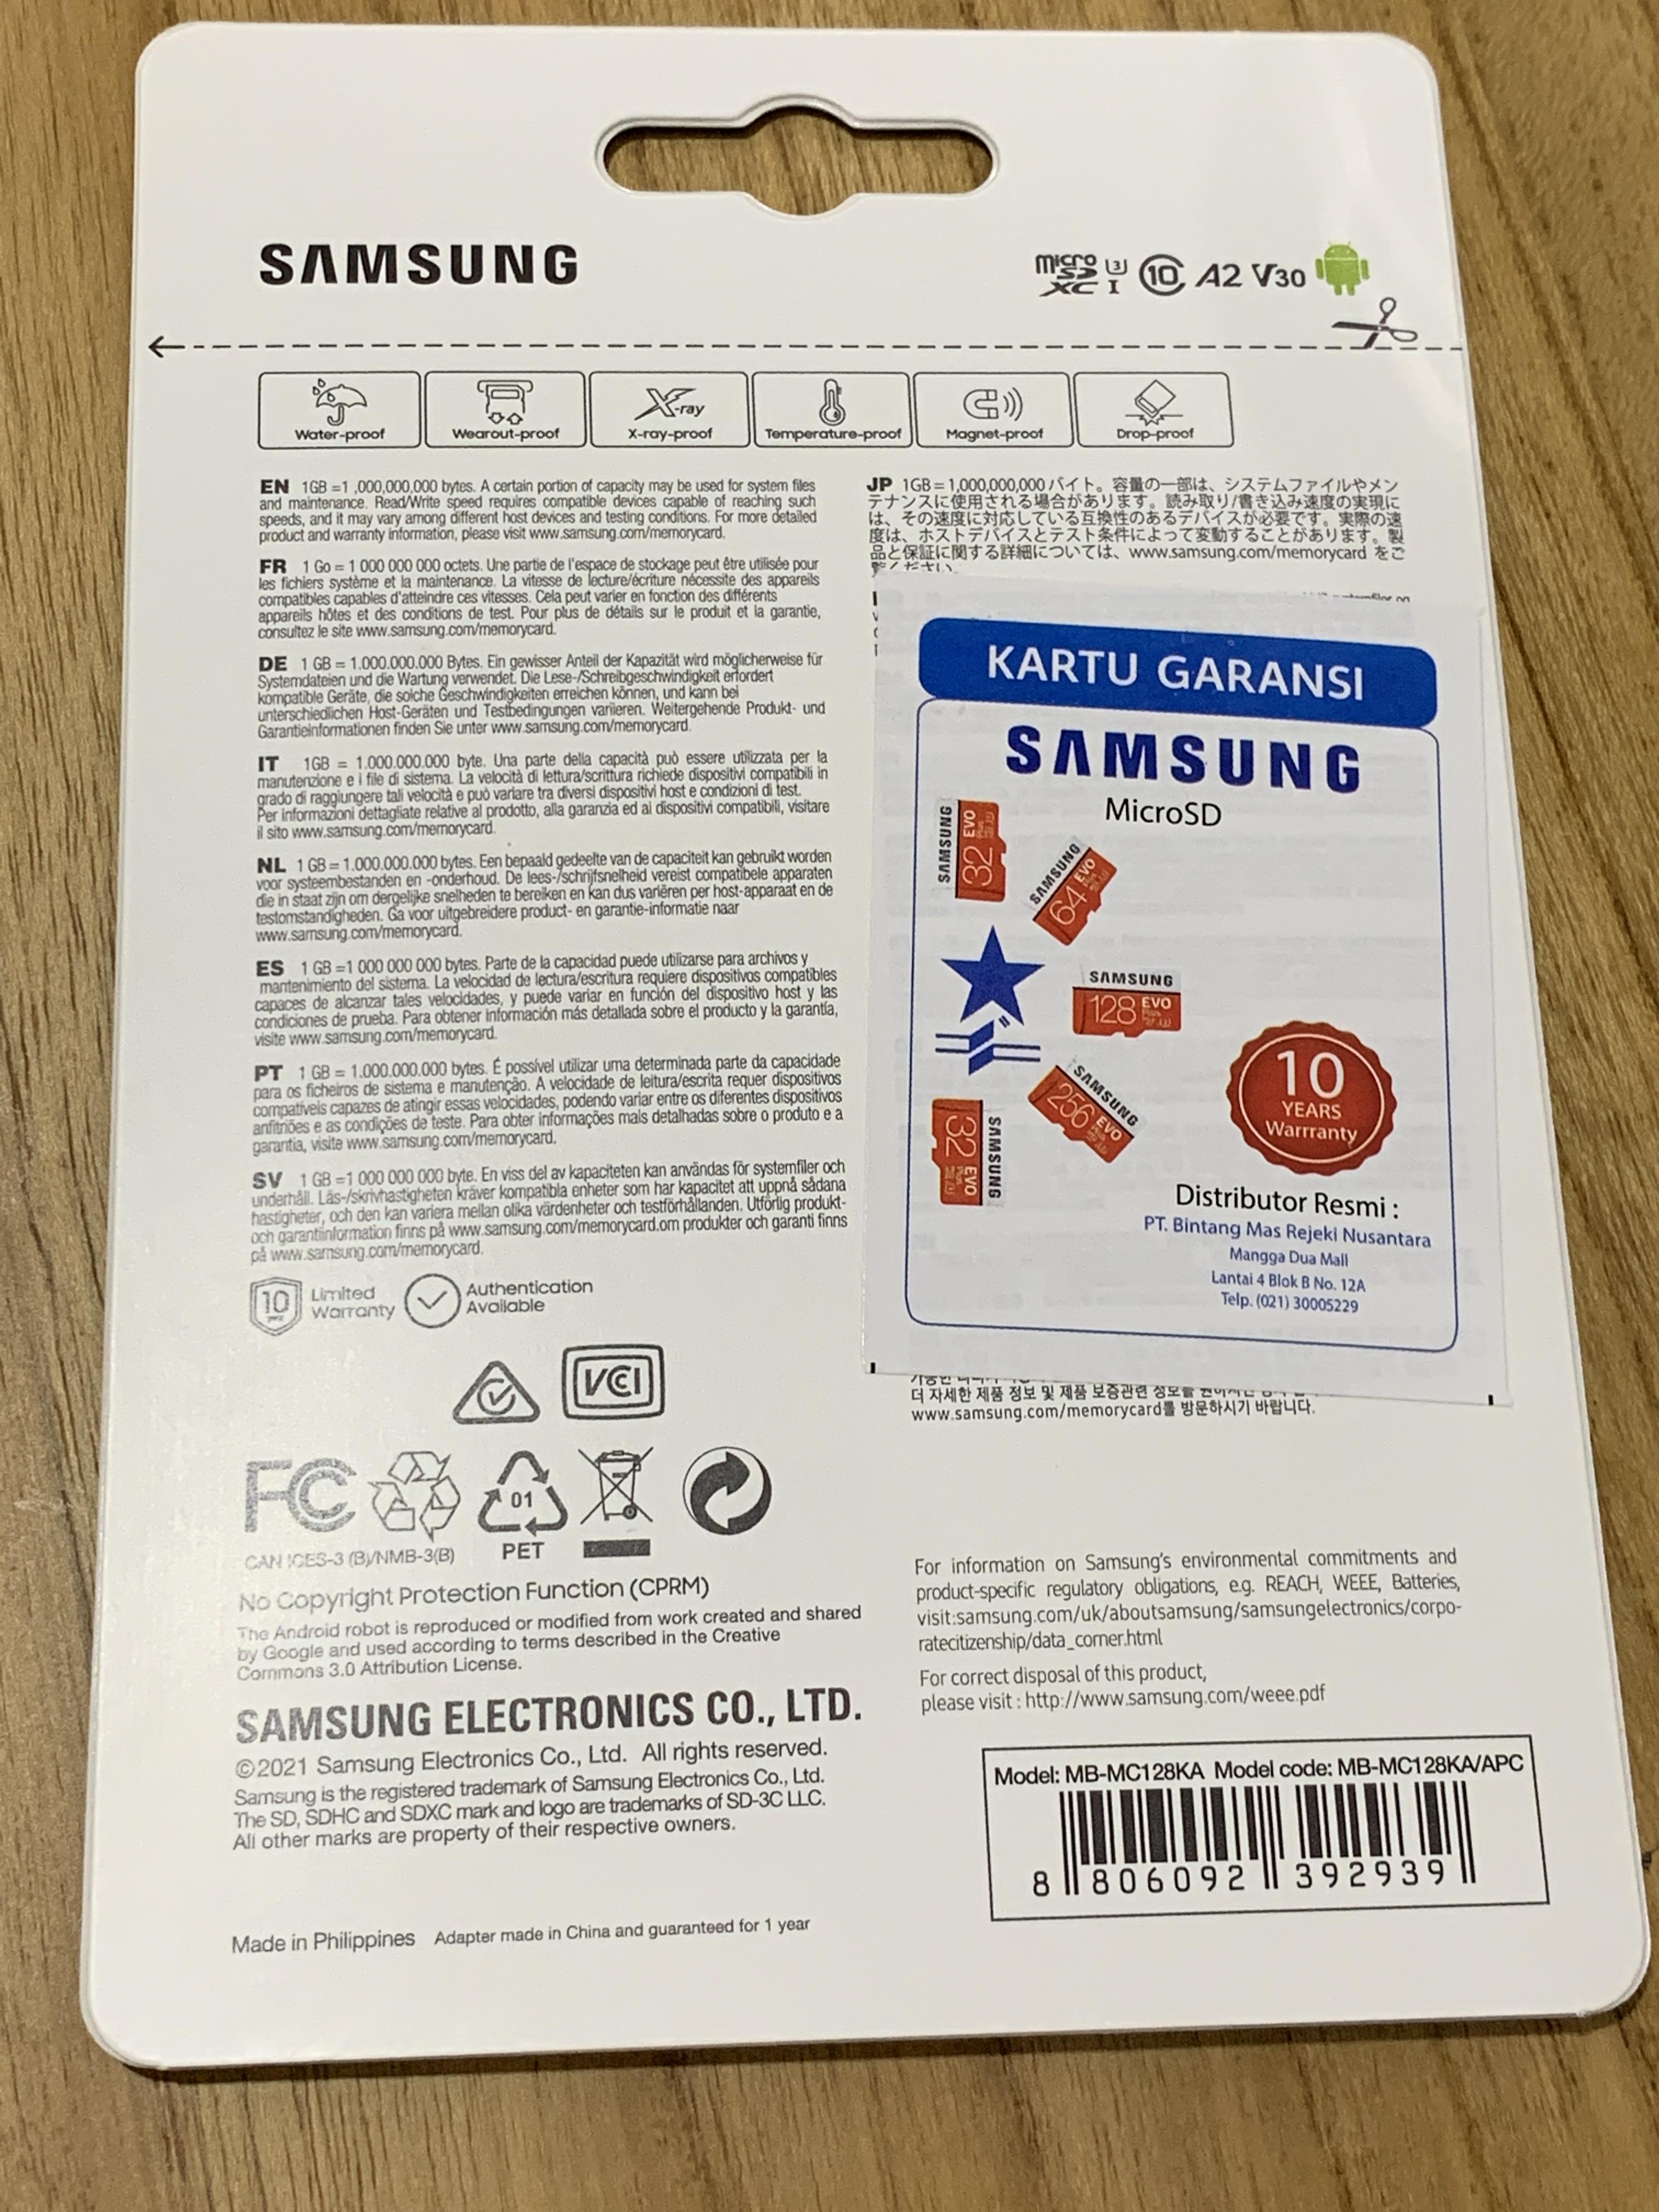 SAMSUNG
micro SD XC I U3 10 A2 V30
Water-proof
Wearout-proof
X-ray
X-ray-proof
Temperature-proof
Magnet-proof
Drop-proof
EN 1GB =1 ,000,000,000 bytes. A certain portion of capacity may be used for system files
and maintenance. Read/Write speed requires compatible devices capable of reaching such
speeds, and it may vary among different host devices and testing conditions. For more detailed
product and warranty information, please visit www.samsung.com/memorycard.
FR 1 Go = 1 000 000 000 octets. Une partie de l'espace de stockage peut être utilisée pour
les fichiers système et la maintenance. La vitesse de lecture/écriture nécessite des appareils
compatibles capables d'atteindre ces vitesses. Cela peut varier en fonction des différents
appareils hôtes et des conditions de test. Pour plus de détails sur le produit et la garantie,
consultez le site www.samsung.com/memorycard.
DE 1 GB = 1.000.000.000 Bytes. Ein gewisser Anteil der Kapazität wird möglicherweise für
Systemdateien und die Wartung verwendet. Die Lese-/Schreibgeschwindigkeit erfordert
kompatible Geräte, die solche Geschwindigkeiten erreichen können, und kann bei
unterschiedlichen Host-Geräten und Testbedingungen variieren. Weitergehende Produkt- und
Garantieinformationen finden Sie unter www.samsung.com/memorycard.
IT 1GB = 1.000.000.000 byte. Una parte della capacità può essere utilizzata per la
manutenzione e i file di sistema. La velocità di lettura/scrittura richiede dispositivi compatibili in
grado di raggiungere tali velocità e può variare tra diversi dispositivi host e condizioni di test.
Per informazioni dettagliate relative al prodotto, alla garanzia ed ai dispositivi compatibili, visitare
il sito www.samsung.com/memorycard.
NL 1 GB = 1.000.000.000 bytes. Een bepaald gedeelte van de capaciteit kan gebruikt worden
voor systeembestanden en -onderhoud. De lees-/schrijfsnelheid vereist compatibele apparaten
die in staat zijn om dergelijke snelheden te bereiken en kan dus variëren per host-apparaat en de
testomstandigheden. Ga voor uitgebreidere product- en garantie-informatie naar
www.samsung.com/memorycard.
ES 1 GB =1 000 000 000 bytes. Parte de la capacidad puede utilizarse para archivos y
mantenimiento del sistema. La velocidad de lectura/escritura requiere dispositivos compatibles
capaces de alcanzar tales velocidades, y puede variar en función del dispositivo host y las
condiciones de prueba. Para obtener información más detallada sobre el producto y la garantía,
visite www.samsung.com/memorycard.
PT 1 GB = 1.000.000.000 bytes. É possível utilizar uma determinada parte da capacidade
para os ficheiros de sistema e manutenção. A velocidade de leitura/escrita requer dispositivos
compatíveis capazes de atingir essas velocidades, podendo variar entre os diferentes dispositivos
anfitriões e as condições de teste. Para obter informações mais detalhadas sobre o produto e a
garantia, visite www.samsung.com/memorycard.
SV 1 GB =1 000 000 000 byte. En viss del av kapaciteten kan användas för systemfiler och
underhåll. Läs-/skrivhastigheten kräver kompatibla enheter som har kapacitet att uppnå sådana
hastigheter, och den kan variera mellan olika värdenheter och testförhållanden. Utförlig produkt-
och garantiinformation finns på www.samsung.com/memorycard.om produkter och garanti finns
på www.samsung.com/memorycard.
10 Limited
Warranty
Authentication
Available
VCCI
FC
01
PET
CAN ICES-3 (B)/NMB-3(B)
No Copyright Protection Function (CPRM)
The Android robot is reproduced or modified from work created and shared
by Google and used according to terms described in the Creative
Commons 3.0 Attribution License.
SAMSUNG ELECTRONICS CO., LTD.
©2021 Samsung Electronics Co., Ltd. All rights reserved.
Samsung is the registered trademark of Samsung Electronics Co., Ltd.
The SD, SDHC and SDXC mark and logo are trademarks of SD-3C LLC.
All other marks are property of their respective owners.
Made in Philippines Adapter made in China and guaranteed for 1 year
JP 1GB = 1,000,000,000 バイト。容量の一部は、システムファイルやメン
テナンスに使用される場合があります。読み取り/書き込み速度の実現に
は、その速度に対応している互換性のあるデバイスが必要です。実際の速
度は、ホストデバイスとテスト条件によって変動することがあります。製
品と保証に関する詳細については、www.samsung.com/memorycard をご
覧ください。
KARTU GARANSI
SAMSUNG
MicroSD
SAMSUNG
32 EVO Plus
SAMSUNG
64 EVO Plus
SAMSUNG
128 EVO Plus
SAMSUNG
256 EVO Plus
SAMSUNG
32 EVO Plus
10
YEARS
Warrranty
Distributor Resmi :
PT. Bintang Mas Rejeki Nusantara
Mangga Dua Mall
Lantai 4 Blok B No. 12A
Telp. (021) 30005229
더 자세한 제품 정보 및 제품 보증관련 정보를
www.samsung.com/memorycard를 방문하시기 바랍니다.
For information on Samsung's environmental commitments and
product-specific regulatory obligations, e.g. REACH, WEEE, Batteries,
visit:samsung.com/uk/aboutsamsung/samsungelectronics/corpo-
ratecitizenship/data_corner.html
For correct disposal of this product,
please visit : http://www.samsung.com/weee.pdf
Model: MB-MC128KA Model code: MB-MC128KA/APC
8 806092 392939